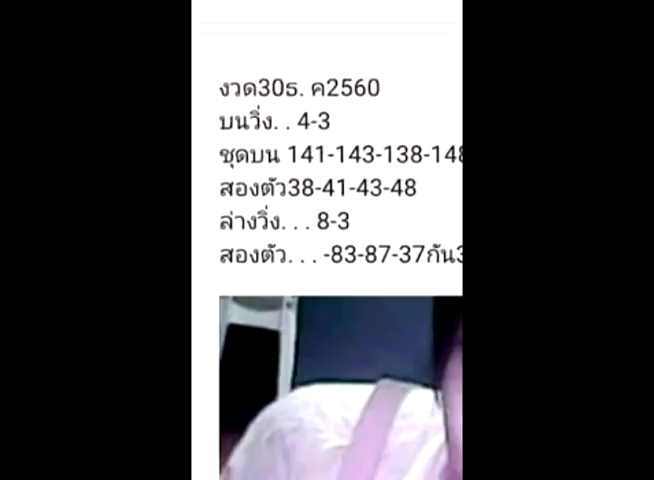 งวด30ธ. ค2560
บนวิ่ง. . 4-3
ชุดบน 141-143-138-148
สองตัว38-41-43-48
ล่างวิ่ง. . . 8-3
สองตัว. . . -83-87-37กัน3